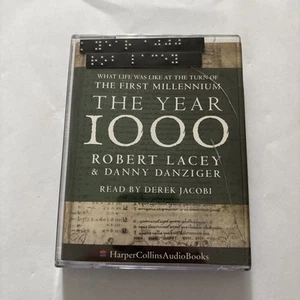 WHAT LIFE WAS LIKE AT THE TURN OF
THE FIRST MILLENNIUM
THE YEAR
1000
ROBERT LACEY
& DANNY DANZIGER
READ BY DEREK JACOBI
HarperCollinsAudioBooks